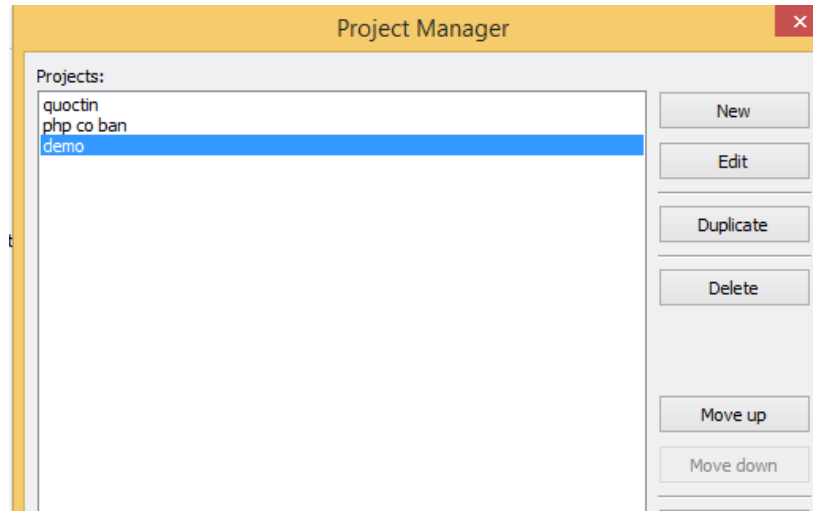 Project Manager
Projects:
quoctin
php co ban
demo
New
Edit
Duplicate
Delete
Move up
Move down